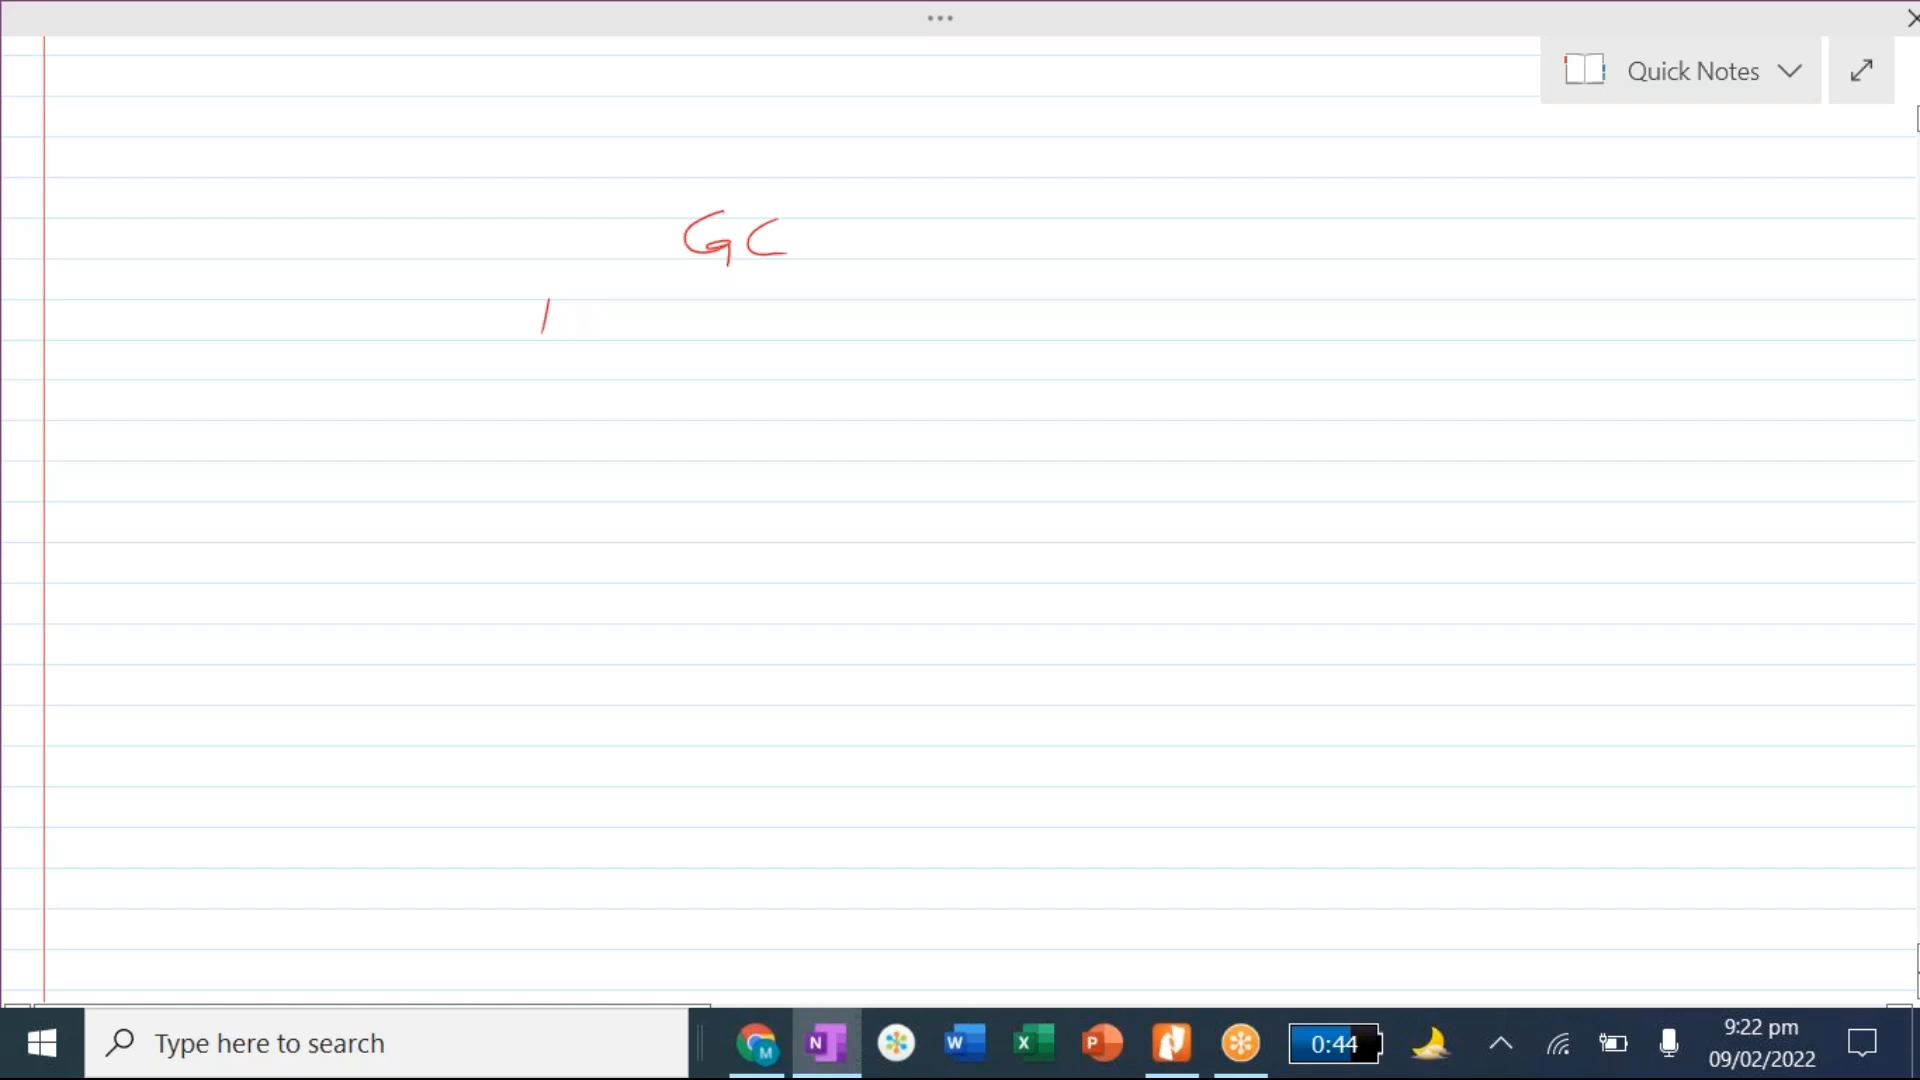 Quick Notes
GC
Type here to search
0:44
9:22 pm
09/02/2022